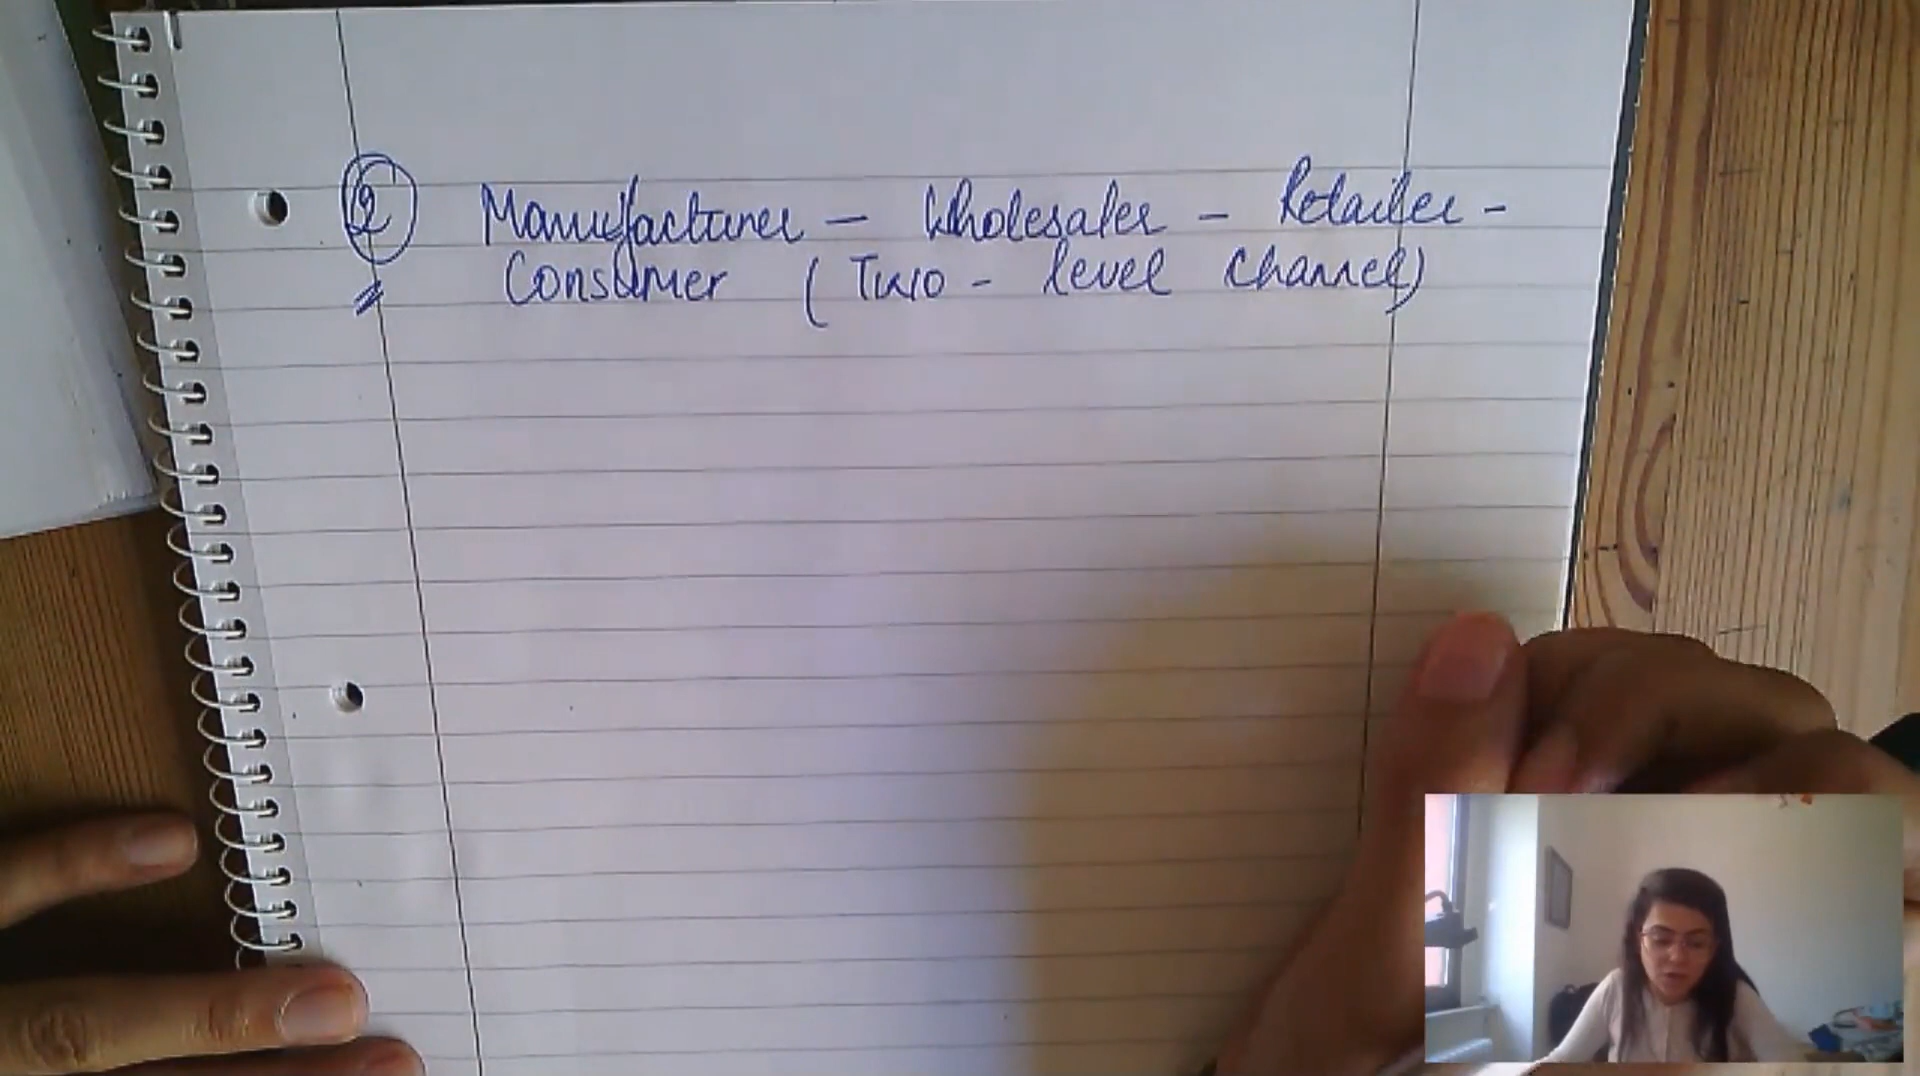 2 Manufacturer - Wholesaler - Retailer -
Consumer (Two - level channel)